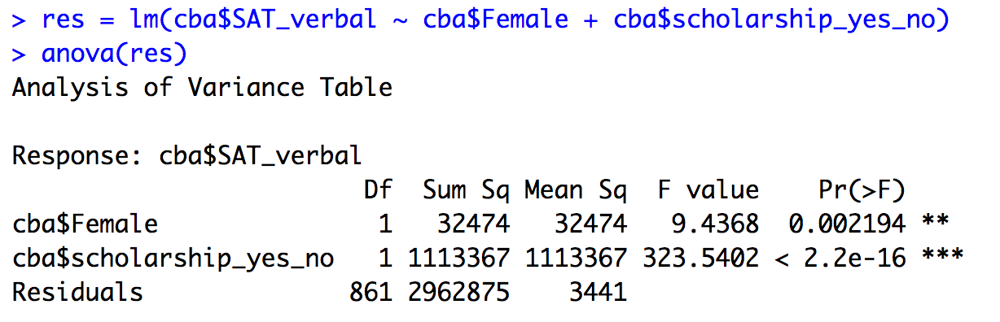 > res = lm(cba$SAT_verbal ~ cba$Female + cba$scholarship_yes_no)
> anova(res)
Analysis of Variance Table
Response: cba$SAT_verbal
Df Sum Sq Mean Sq F value Pr(>F)
cba$Female 1 32474 32474 9.4368 0.002194 **
cba$scholarship_yes_no 1 1113367 1113367 323.5402 < 2.2e-16 ***
Residuals 861 2962875 3441